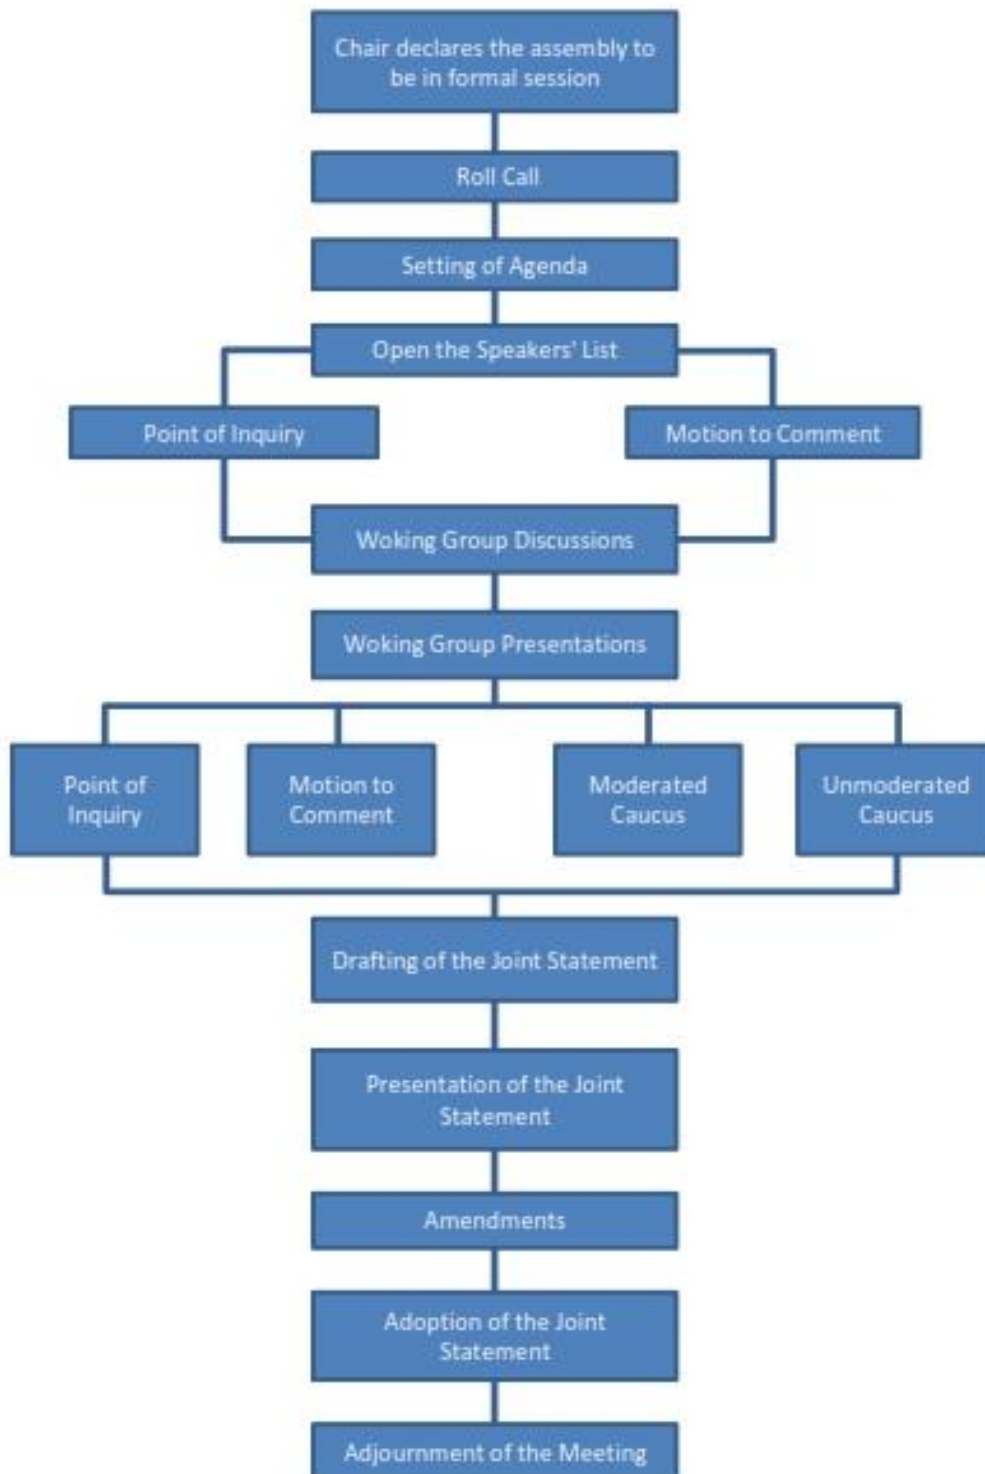 Chair declares the assembly to
be in formal session
Roll Call
Setting of Agenda
Open the Speakers' List
Point of Inquiry
Motion to Comment
Woking Group Discussions
Woking Group Presentations
Point of
Inquiry
Motion to
Comment
Moderated
Caucus
Unmoderated
Caucus
Drafting of the Joint Statement
Presentation of the Joint
Statement
Amendments
Adoption of the Joint
Statement
Adjournment of the Meeting